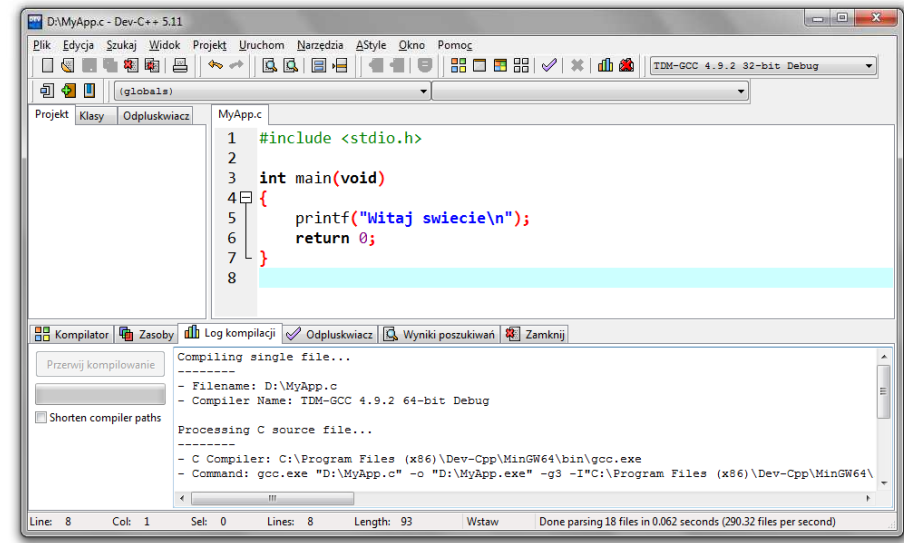 D:\MyApp.c - Dev-C++ 5.11
Plik Edycja Szukaj Widok Projekt Uruchom Narzędzia AStyle Okno Pomoc
TDM-GCC 4.9.2 32-bit Debug
(globals)
Projekt Klasy Odpluskwiacz MyApp.c
1 #include <stdio.h>
2
3 int main(void)
4 {
5 printf("Witaj swiecie\n");
6 return 0;
7 }
8
Kompilator Zasoby Log kompilacji Odpluskwiacz Wyniki poszukiwań Zamknij
Przerwij kompilowanie
Shorten compiler paths
Compiling single file...
--------
- Filename: D:\MyApp.c
- Compiler Name: TDM-GCC 4.9.2 64-bit Debug
Processing C source file...
--------
- C Compiler: C:\Program Files (x86)\Dev-Cpp\MinGW64\bin\gcc.exe
- Command: gcc.exe "D:\MyApp.c" -o "D:\MyApp.exe" -g3 -I"C:\Program Files (x86)\Dev-Cpp\MinGW64\
Line: 8 Col: 1 Sel: 0 Lines: 8 Length: 93 Wstaw Done parsing 18 files in 0.062 seconds (290.32 files per second)